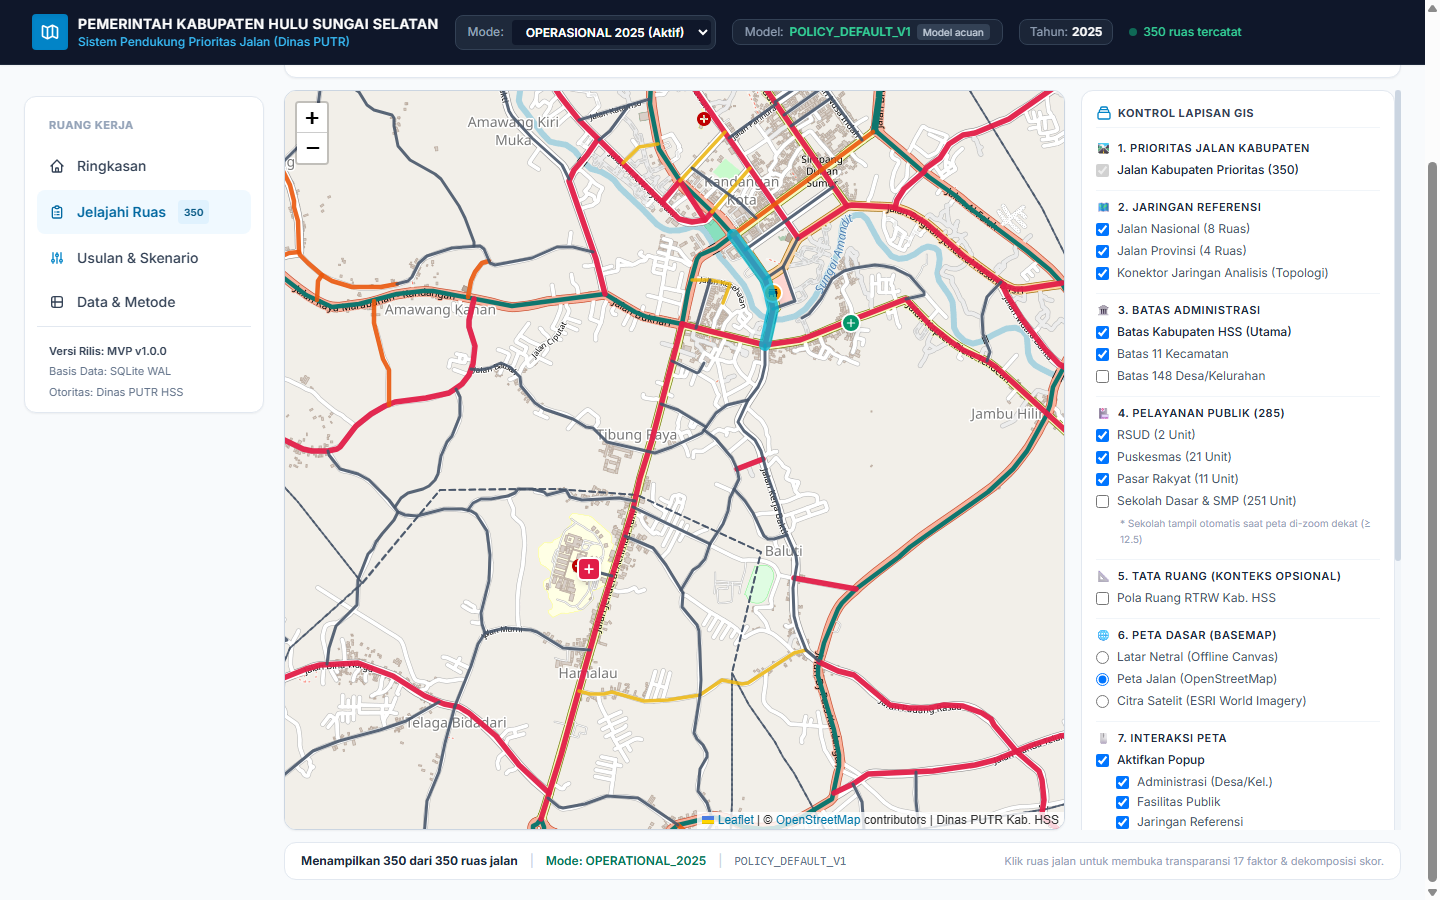 PEMERINTAH KABUPATEN HULU SUNGAI SELATAN
Sistem Pendukung Prioritas Jalan (Dinas PUTR)
Mode: OPERASIONAL 2025 (Aktif)
Model: POLICY_DEFAULT_V1 Model acuan
Tahun: 2025
350 ruas tercatat
RUANG KERJA
Ringkasan
Jelajahi Ruas 350
Usulan & Skenario
Data & Metode
Versi Rilis: MVP v1.0.0
Basis Data: SQLite WAL
Otoritas: Dinas PUTR HSS
+
−
Amawang Kiri
Muka
Kandangan
Kota
Simpang
Sumur
Sungai Amandit
Amawang Kanan
Jalan Ciputat
Jambu Hilir
Tibung Raya
Baluti
Jalan Murni
Hamalau
Telaga Bidadari
Leaflet | © OpenStreetMap contributors | Dinas PUTR Kab. HSS
KONTROL LAPISAN GIS
1. PRIORITAS JALAN KABUPATEN
Jalan Kabupaten Prioritas (350)
2. JARINGAN REFERENSI
Jalan Nasional (8 Ruas)
Jalan Provinsi (4 Ruas)
Konektor Jaringan Analisis (Topologi)
3. BATAS ADMINISTRASI
Batas Kabupaten HSS (Utama)
Batas 11 Kecamatan
Batas 148 Desa/Kelurahan
4. PELAYANAN PUBLIK (285)
RSUD (2 Unit)
Puskesmas (21 Unit)
Pasar Rakyat (11 Unit)
Sekolah Dasar & SMP (251 Unit)
* Sekolah tampil otomatis saat peta di-zoom dekat (≥
12.5)
5. TATA RUANG (KONTEKS OPSIONAL)
Pola Ruang RTRW Kab. HSS
6. PETA DASAR (BASEMAP)
Latar Netral (Offline Canvas)
Peta Jalan (OpenStreetMap)
Citra Satelit (ESRI World Imagery)
7. INTERAKSI PETA
Aktifkan Popup
Administrasi (Desa/Kel.)
Fasilitas Publik
Jaringan Referensi
Menampilkan 350 dari 350 ruas jalan | Mode: OPERATIONAL_2025 | POLICY_DEFAULT_V1
Klik ruas jalan untuk membuka transparansi 17 faktor & dekomposisi skor.